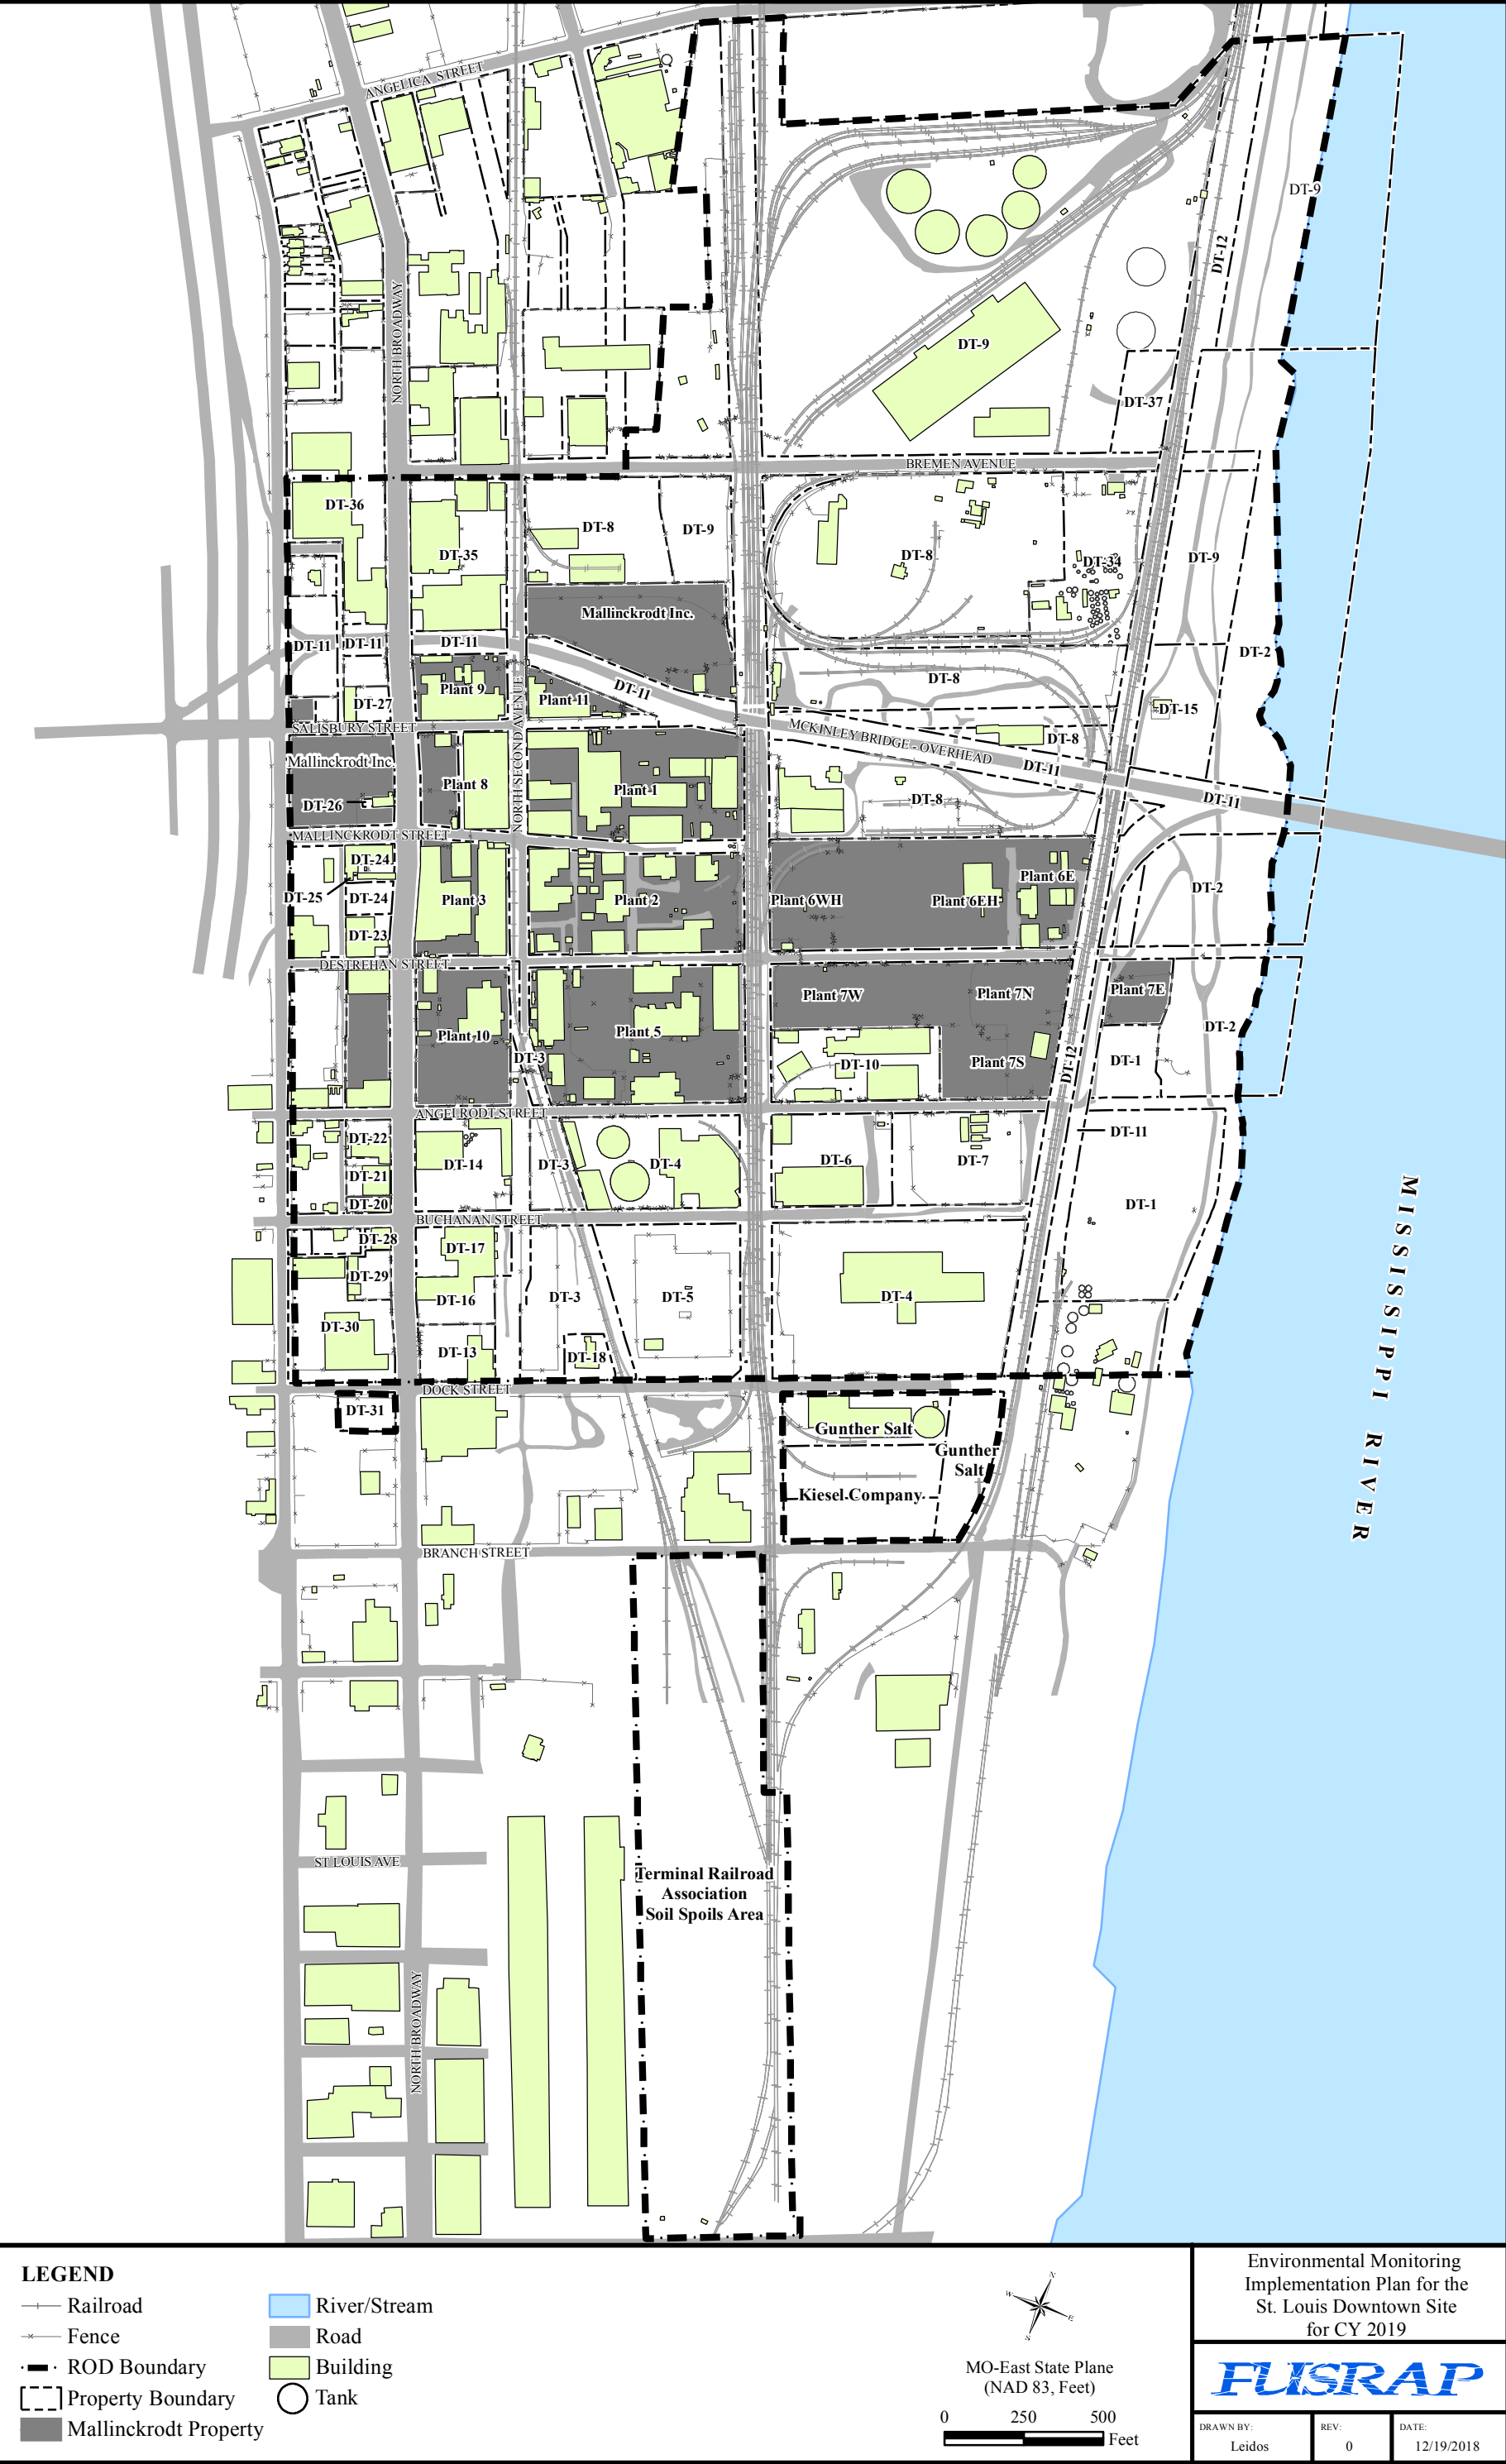 ANGELICA STREET
DT-9
DT-12
NORTH BROADWAY
DT-9
DT-37
BREMEN AVENUE
DT-36
DT-8
DT-9
DT-35
DT-8
DT-34
DT-9
Mallinckrodt Inc.
DT-11
DT-11
DT-11
DT-2
DT-8
Plant 9
DT-11
Plant 11
DT-27
DT-15
SALISBURY STREET
NORTH SECOND AVENUE
MCKINLEY BRIDGE - OVERHEAD
DT-8
Mallinckrodt Inc.
DT-11
Plant 8
Plant 1
DT-26
DT-8
DT-11
MALLINCKRODT STREET
DT-24
Plant 6E
DT-2
DT-25
DT-24
Plant 3
Plant 2
Plant 6WH
Plant 6EH
DT-23
DESTREHAN STREET
Plant 7W
Plant 7N
Plant 7E
DT-2
Plant 10
Plant 5
DT-3
DT-10
Plant 7S
DT-12
DT-1
ANGELRODT STREET
DT-22
DT-11
DT-14
DT-3
DT-4
DT-6
DT-7
DT-21
DT-20
DT-1
BUCHANAN STREET
DT-28
DT-17
DT-29
DT-16
DT-3
DT-5
DT-4
DT-30
DT-13
DT-18
DOCK STREET
DT-31
Gunther Salt
Gunther
Salt
Kiesel Company
MISSISSIPPI RIVER
BRANCH STREET
ST LOUIS AVE
Terminal Railroad
Association
Soil Spoils Area
NORTH BROADWAY
LEGEND
Railroad
Fence
ROD Boundary
Property Boundary
Mallinckrodt Property
River/Stream
Road
Building
Tank
N
W
E
S
MO-East State Plane
(NAD 83, Feet)
0 250 500
Feet
Environmental Monitoring
Implementation Plan for the
St. Louis Downtown Site
for CY 2019
FUSRAP
DRAWN BY:
Leidos
REV:
0
DATE:
12/19/2018